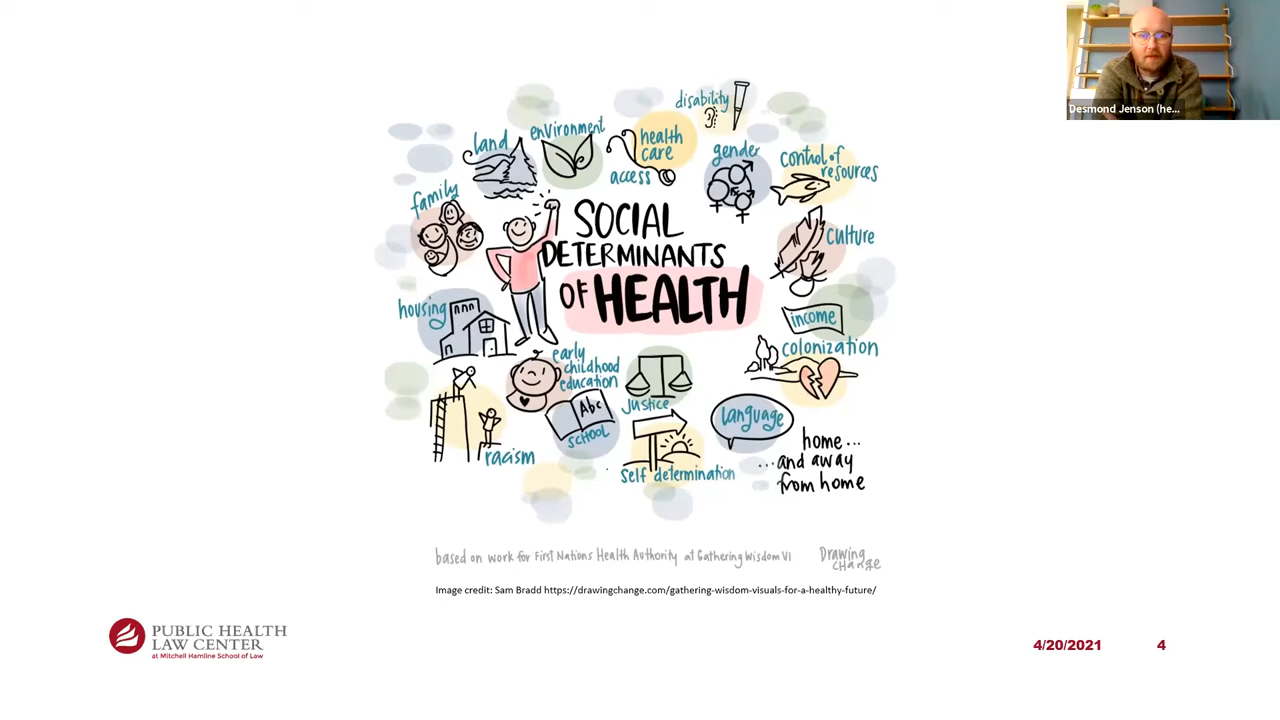 Desmond Jenson (he...
disability
land
environment
health
care
access
gender
control of
resources
family
SOCIAL
DETERMINANTS
OF HEALTH
culture
housing
income
colonization
early
childhood
education
Abc
school
justice
language
racism
self determination
home...
...and away
from home
based on work for First Nations Health Authority at Gathering Wisdom VI
Drawing
CHange
Image credit: Sam Bradd https://drawingchange.com/gathering-wisdom-visuals-for-a-healthy-future/
PUBLIC HEALTH
LAW CENTER
at Mitchell Hamline School of Law
4/20/2021
4